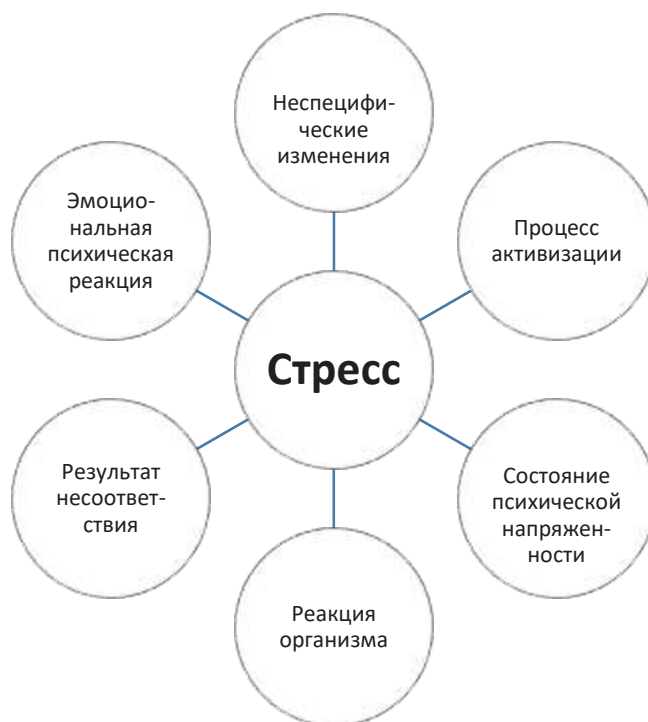 Неспецифи-
ческие
изменения
Эмоцио-
нальная
психическая
реакция
Процесс
активизации
Стресс
Результат
несоответ-
ствия
Состояние
психической
напряжен-
ности
Реакция
организма